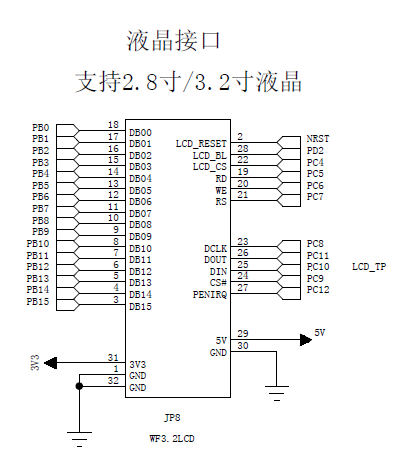 液晶接口
支持2.8寸/3.2寸液晶
PB0 18 DB00
PB1 17 DB01
PB2 16 DB02
PB3 15 DB03
PB4 14 DB04
PB5 13 DB05
PB6 12 DB06
PB7 11 DB07
PB8 10 DB08
PB9 9 DB09
PB10 8 DB10
PB11 7 DB11
PB12 6 DB12
PB13 5 DB13
PB14 4 DB14
PB15 3 DB15
LCD_RESET 2 NRST
LCD_BL 28 PD2
LCD_CS 22 PC4
RD 19 PC5
WE 20 PC6
RS 21 PC7
DCLK 23 PC8
DOUT 26 PC11
DIN 25 PC10 LCD_TP
CS# 24 PC9
PENIRQ 27 PC12
5V 29 5V
GND 30
3V3 31 3V3
1 GND
32 GND
JP8
WF3.2LCD